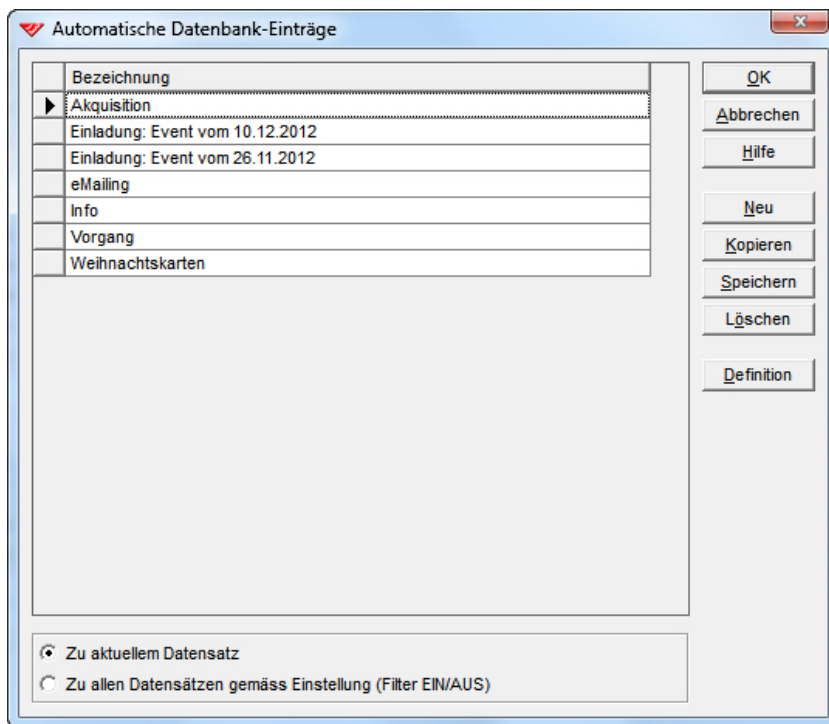 Automatische Datenbank-Einträge
Bezeichnung
Akquisition
Einladung: Event vom 10.12.2012
Einladung: Event vom 26.11.2012
eMailing
Info
Vorgang
Weihnachtskarten
OK
Abbrechen
Hilfe
Neu
Kopieren
Speichern
Löschen
Definition
Zu aktuellem Datensatz
Zu allen Datensätzen gemäss Einstellung (Filter EIN/AUS)